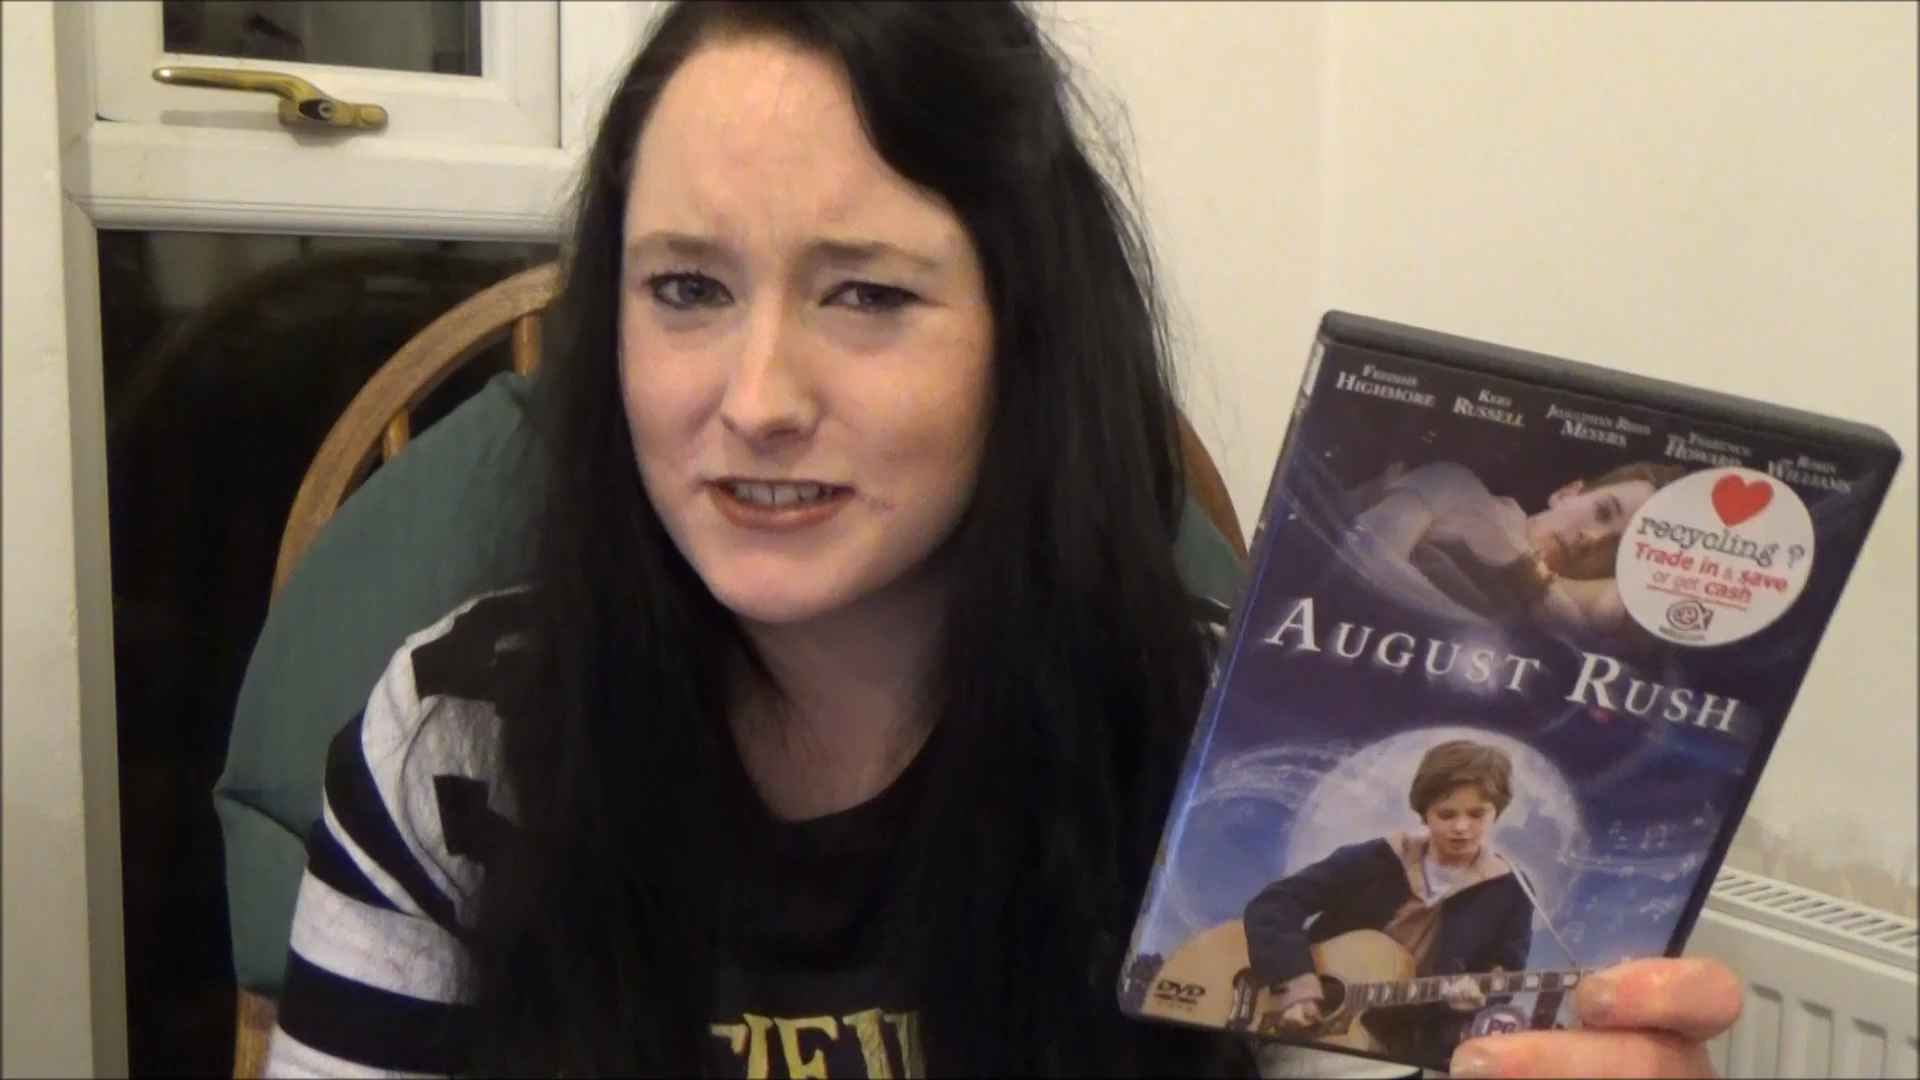 FREDDIE HIGHMORE
KERI RUSSELL
JONATHAN RHYS MEYERS
TERRENCE HOWARD
ROBIN WILLIAMS
recycling?
Trade in & save
or get cash
AUGUST RUSH
DVD
PG